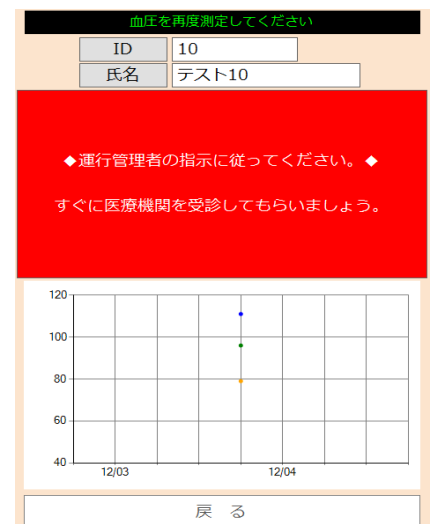 血圧を再度測定してください
ID 10
氏名 テスト10
◆運行管理者の指示に従ってください。◆
すぐに医療機関を受診してもらいましょう。
120
100
80
60
40
12/03 12/04
戻 る